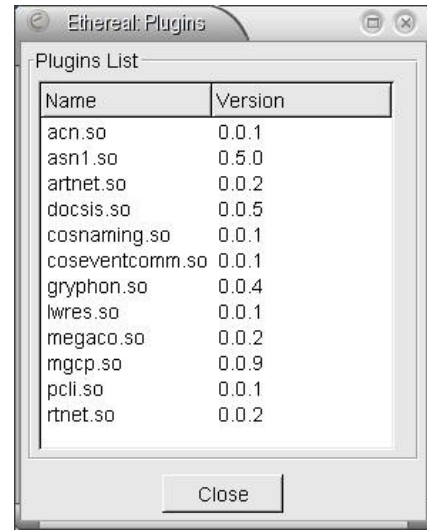 Ethereal: Plugins
Plugins List
Name Version
acn.so 0.0.1
asn1.so 0.5.0
artnet.so 0.0.2
docsis.so 0.0.5
cosnaming.so 0.0.1
coseventcomm.so 0.0.1
gryphon.so 0.0.4
lwres.so 0.0.1
megaco.so 0.0.2
mgcp.so 0.0.9
pcli.so 0.0.1
rtnet.so 0.0.2
Close